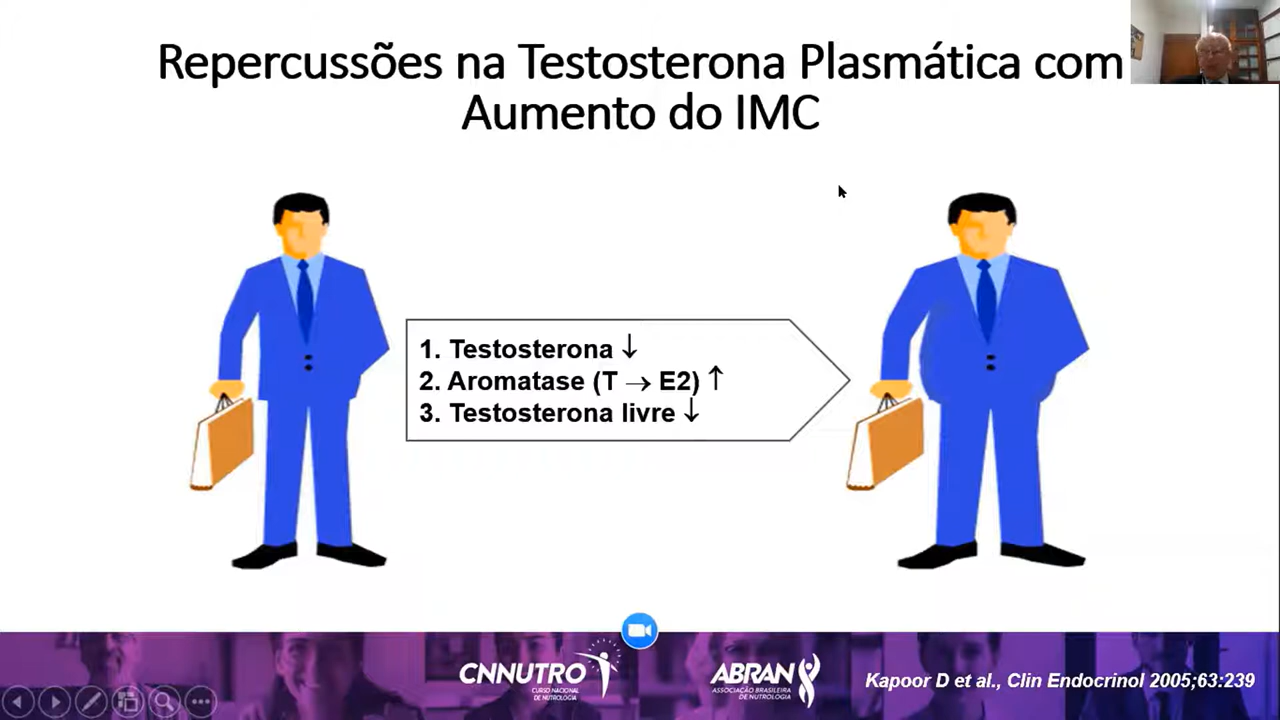 Repercussões na Testosterona Plasmática com
Aumento do IMC
1. Testosterona ↓
2. Aromatase (T → E2) ↑
3. Testosterona livre ↓
CNNUTRO
CURSO NACIONAL
DE NUTROLOGIA
ABRAN
ASSOCIAÇÃO BRASILEIRA
DE NUTROLOGIA
Kapoor D et al., Clin Endocrinol 2005;63:239